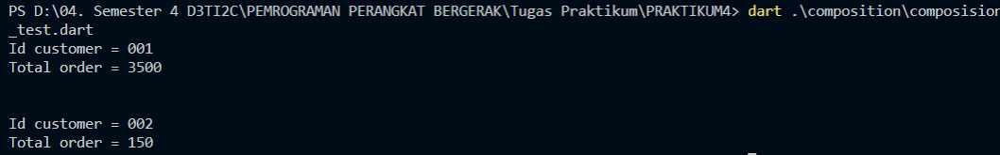 PS D:\04. Semester 4 D3TI2C\PEMROGRAMAN PERANGKAT BERGERAK\Tugas Praktikum\PRAKTIKUM4> dart .\composition\composision
_test.dart
Id customer = 001
Total order = 3500
Id customer = 002
Total order = 150